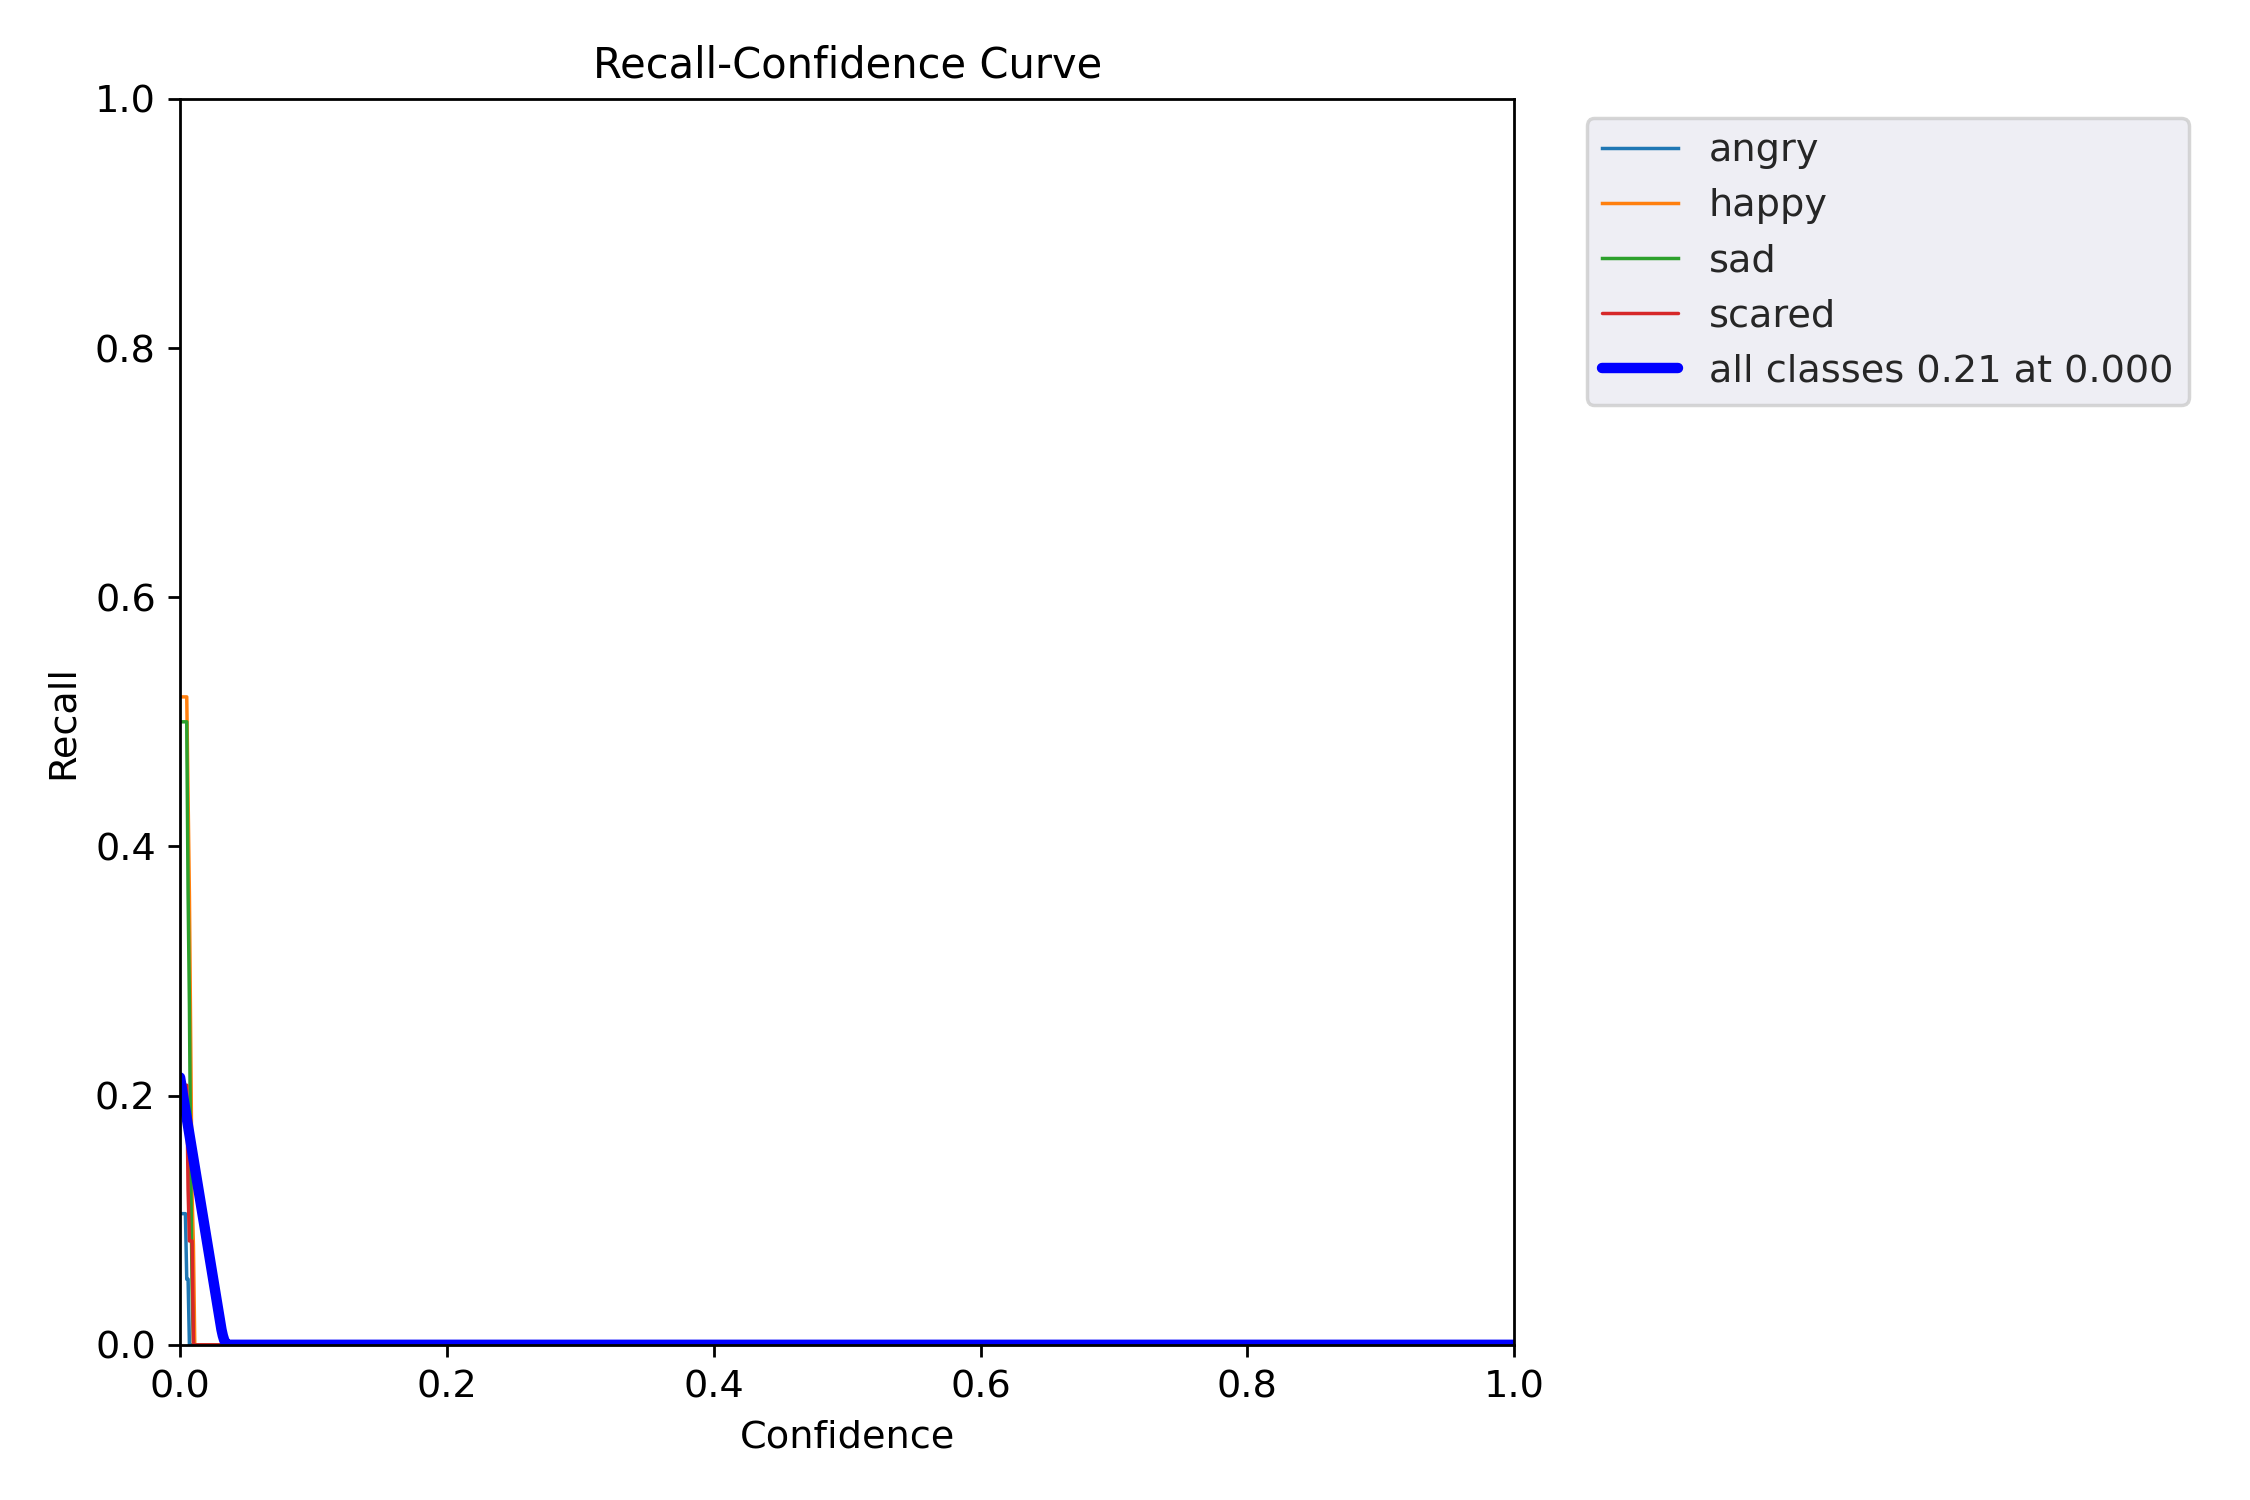 Recall-Confidence Curve
1.0
0.8
0.6
0.4
0.2
0.0
Recall
0.0 0.2 0.4 0.6 0.8 1.0
Confidence
angry
happy
sad
scared
all classes 0.21 at 0.000